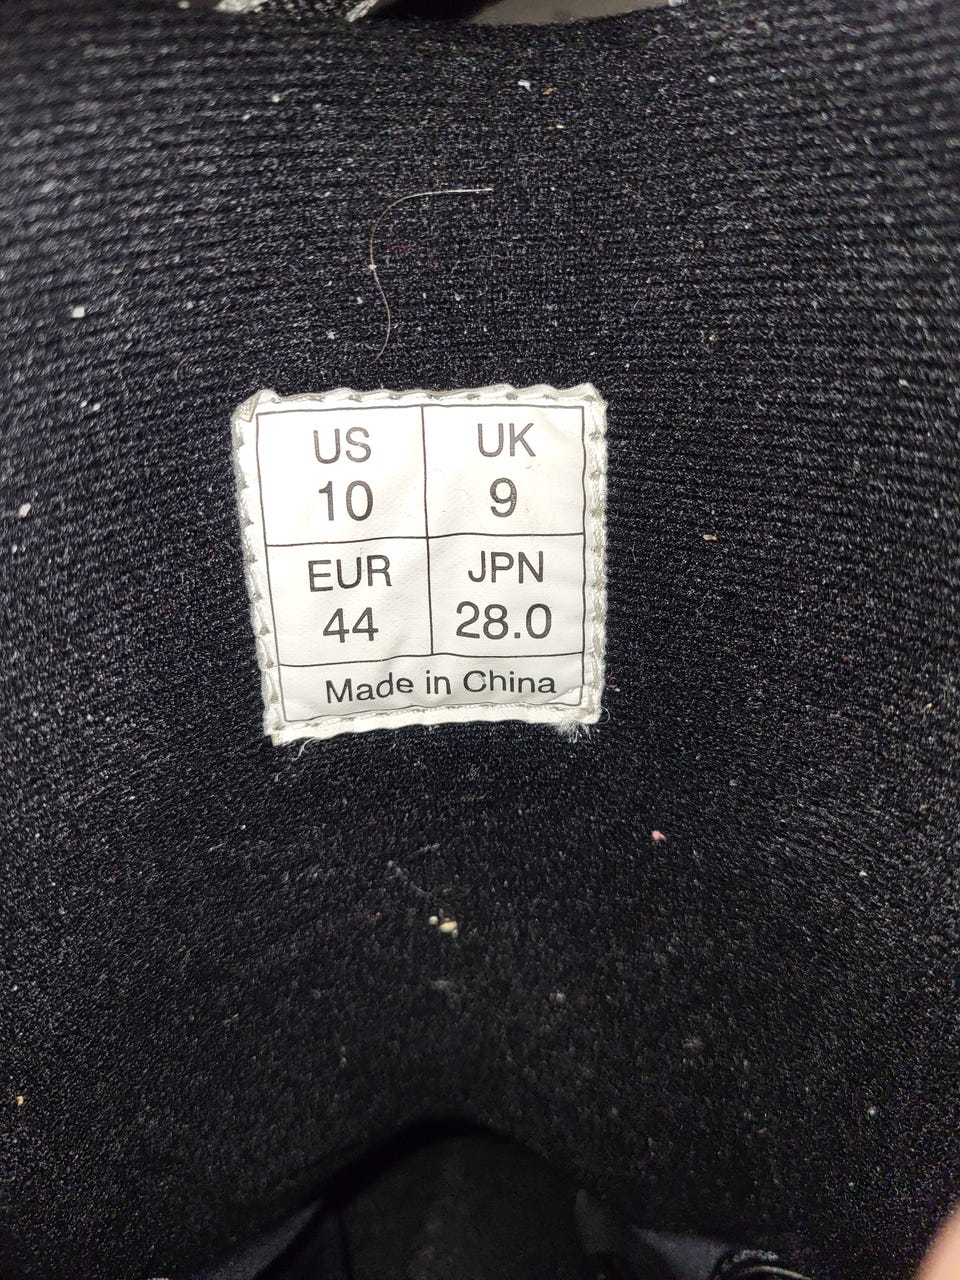 US UK
10 9
EUR JPN
44 28.0
Made in China